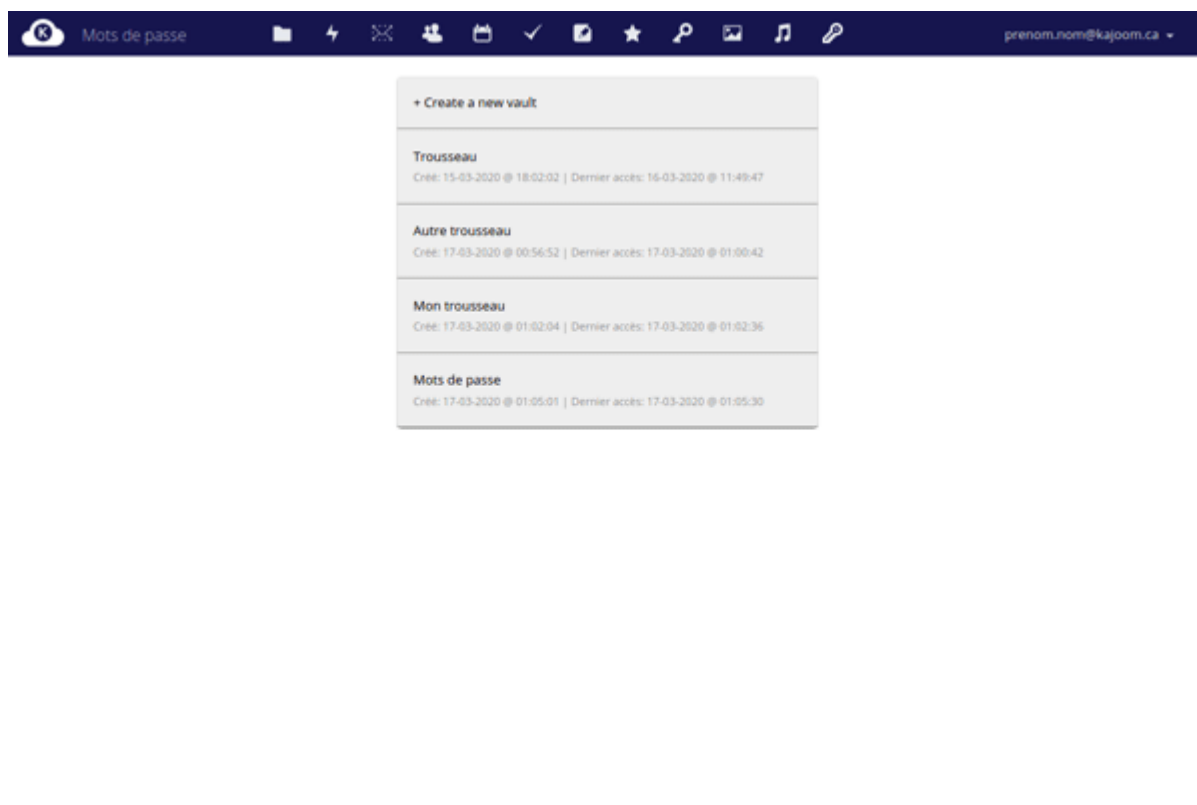 K
Mots de passe
prenom.nom@kajoom.ca
+ Create a new vault
Trousseau
Créé: 15-03-2020 @ 18:02:02 | Dernier accès: 16-03-2020 @ 11:49:47
Autre trousseau
Créé: 17-03-2020 @ 00:56:52 | Dernier accès: 17-03-2020 @ 01:00:42
Mon trousseau
Créé: 17-03-2020 @ 01:02:04 | Dernier accès: 17-03-2020 @ 01:02:36
Mots de passe
Créé: 17-03-2020 @ 01:05:01 | Dernier accès: 17-03-2020 @ 01:05:30